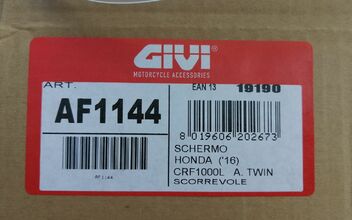 GIVI
MOTORCYCLE ACCESSORIES
ART.
EAN 13
19190
AF1144
8 019606 202673
SCHERMO
HONDA ('16)
CRF1000L A. TWIN
SCORREVOLE
AF1144